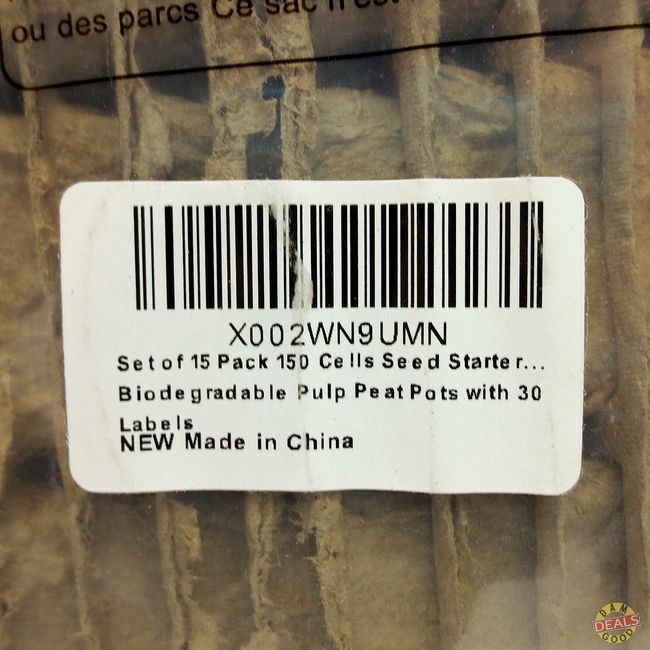 ou des parcs Ce sac n'est
X002WN9UMN
Set of 15 Pack 150 Cells Seed Starter...
Biodegradable Pulp Peat Pots with 30
Labels
NEW Made in China
DAM
DEALS
GOOD